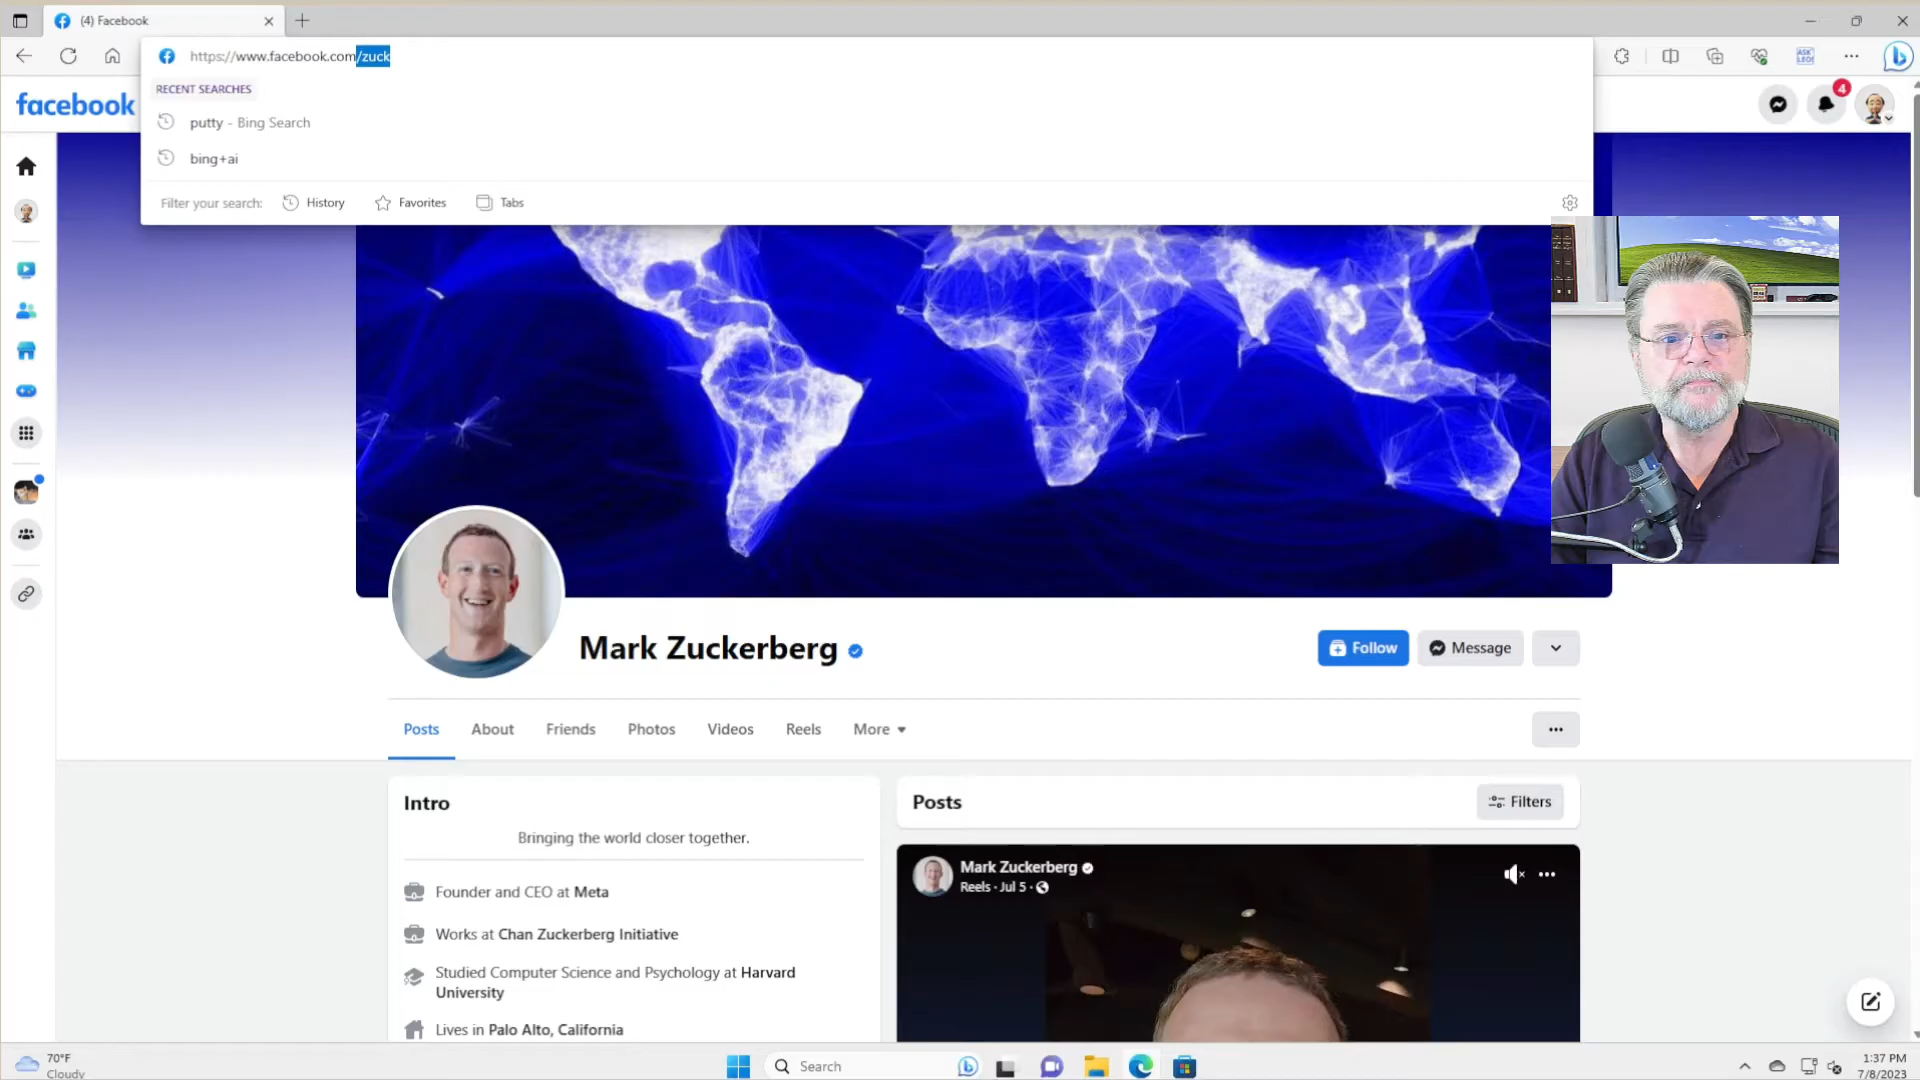 (4) Facebook
https://www.facebook.com/zuck
RECENT SEARCHES
putty - Bing Search
bing+ai
Filter your search: History Favorites Tabs
ASK LEO!
facebook
4
Mark Zuckerberg
Follow Message
Posts About Friends Photos Videos Reels More
Intro
Bringing the world closer together.
Founder and CEO at Meta
Works at Chan Zuckerberg Initiative
Studied Computer Science and Psychology at Harvard
University
Lives in Palo Alto, California
Posts
Filters
Mark Zuckerberg
Reels · Jul 5 ·
70°F
Cloudy
Search
1:37 PM
7/8/2023